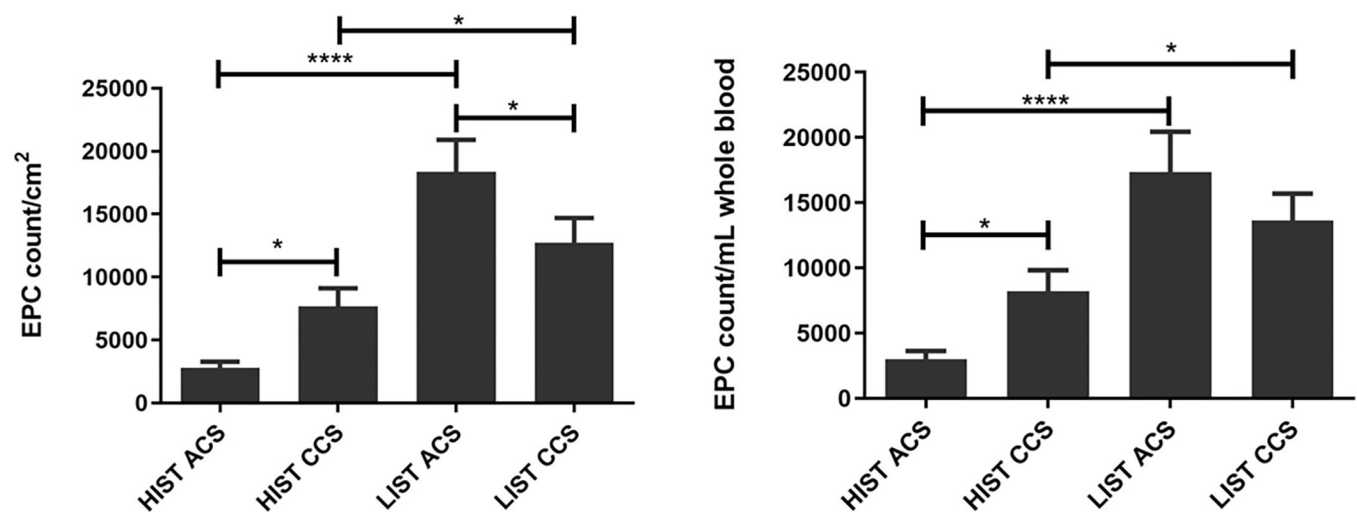 *
****
*
*
25000
20000
15000
10000
5000
0
EPC count/cm²
HIST ACS
HIST CCS
LIST ACS
LIST CCS
*
****
*
25000
20000
15000
10000
5000
0
EPC count/mL whole blood
HIST ACS
HIST CCS
LIST ACS
LIST CCS